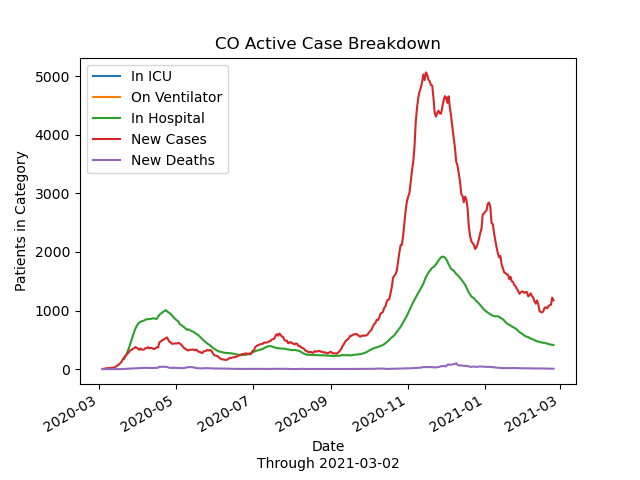 CO Active Case Breakdown
In ICU
On Ventilator
In Hospital
New Cases
New Deaths
Patients in Category
5000
4000
3000
2000
1000
0
2020-03
2020-05
2020-07
2020-09
2020-11
2021-01
2021-03
Date
Through 2021-03-02